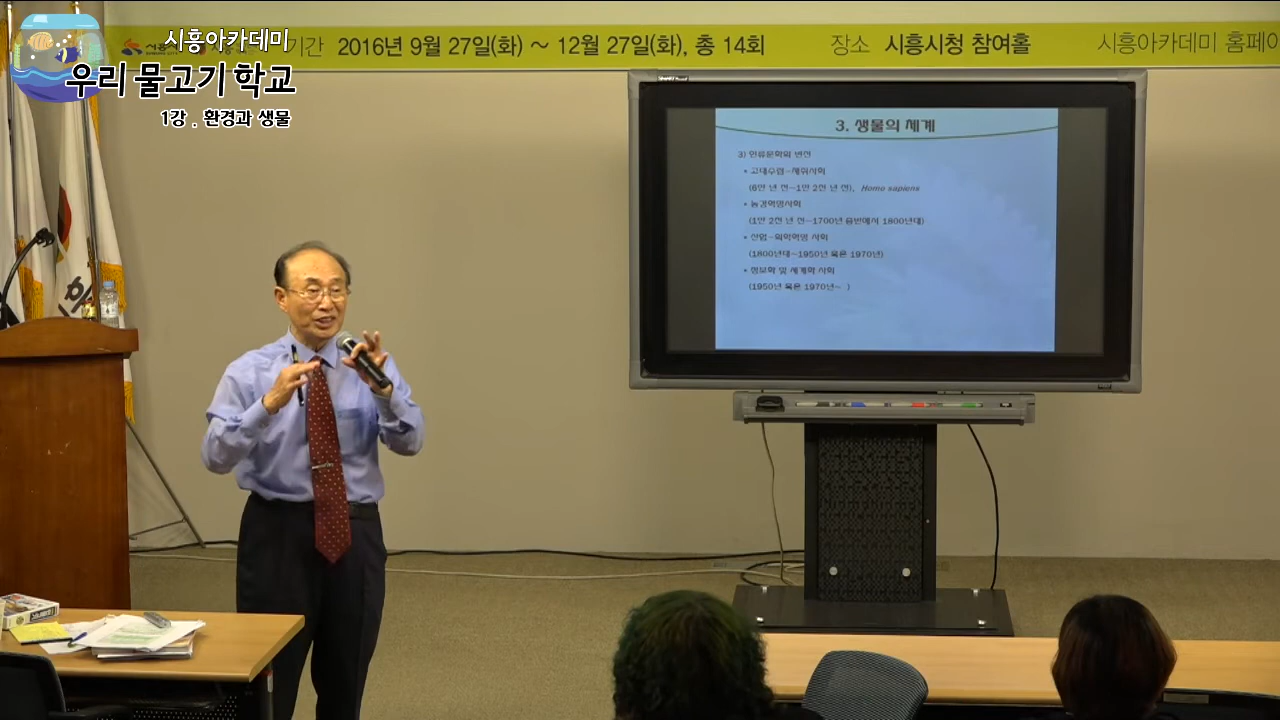 시흥아카데미
우리 물고기 학교
1강 . 환경과 생물
기간 2016년 9월 27일(화) ~ 12월 27일(화), 총 14회 장소 시흥시청 참여홀 시흥아카데미
3. 생물의 세계
3) 인류문화의 변천
• 고대수렵-채취사회
(6만 년 전~1만 2천 년 전), Homo sapiens
• 농경혁명사회
(1만 2천 년 전~1700년 중반에서 1800년대)
• 산업-과학혁명 사회
(1800년대~1950년 혹은 1970년)
• 정보화 및 세계화 사회
(1950년 혹은 1970년~ )